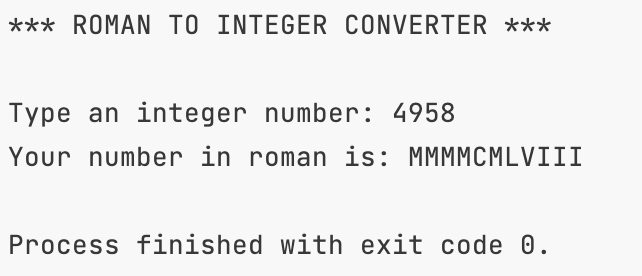 *** ROMAN TO INTEGER CONVERTER ***
Type an integer number: 4958
Your number in roman is: MMMMCMLVIII
Process finished with exit code 0.